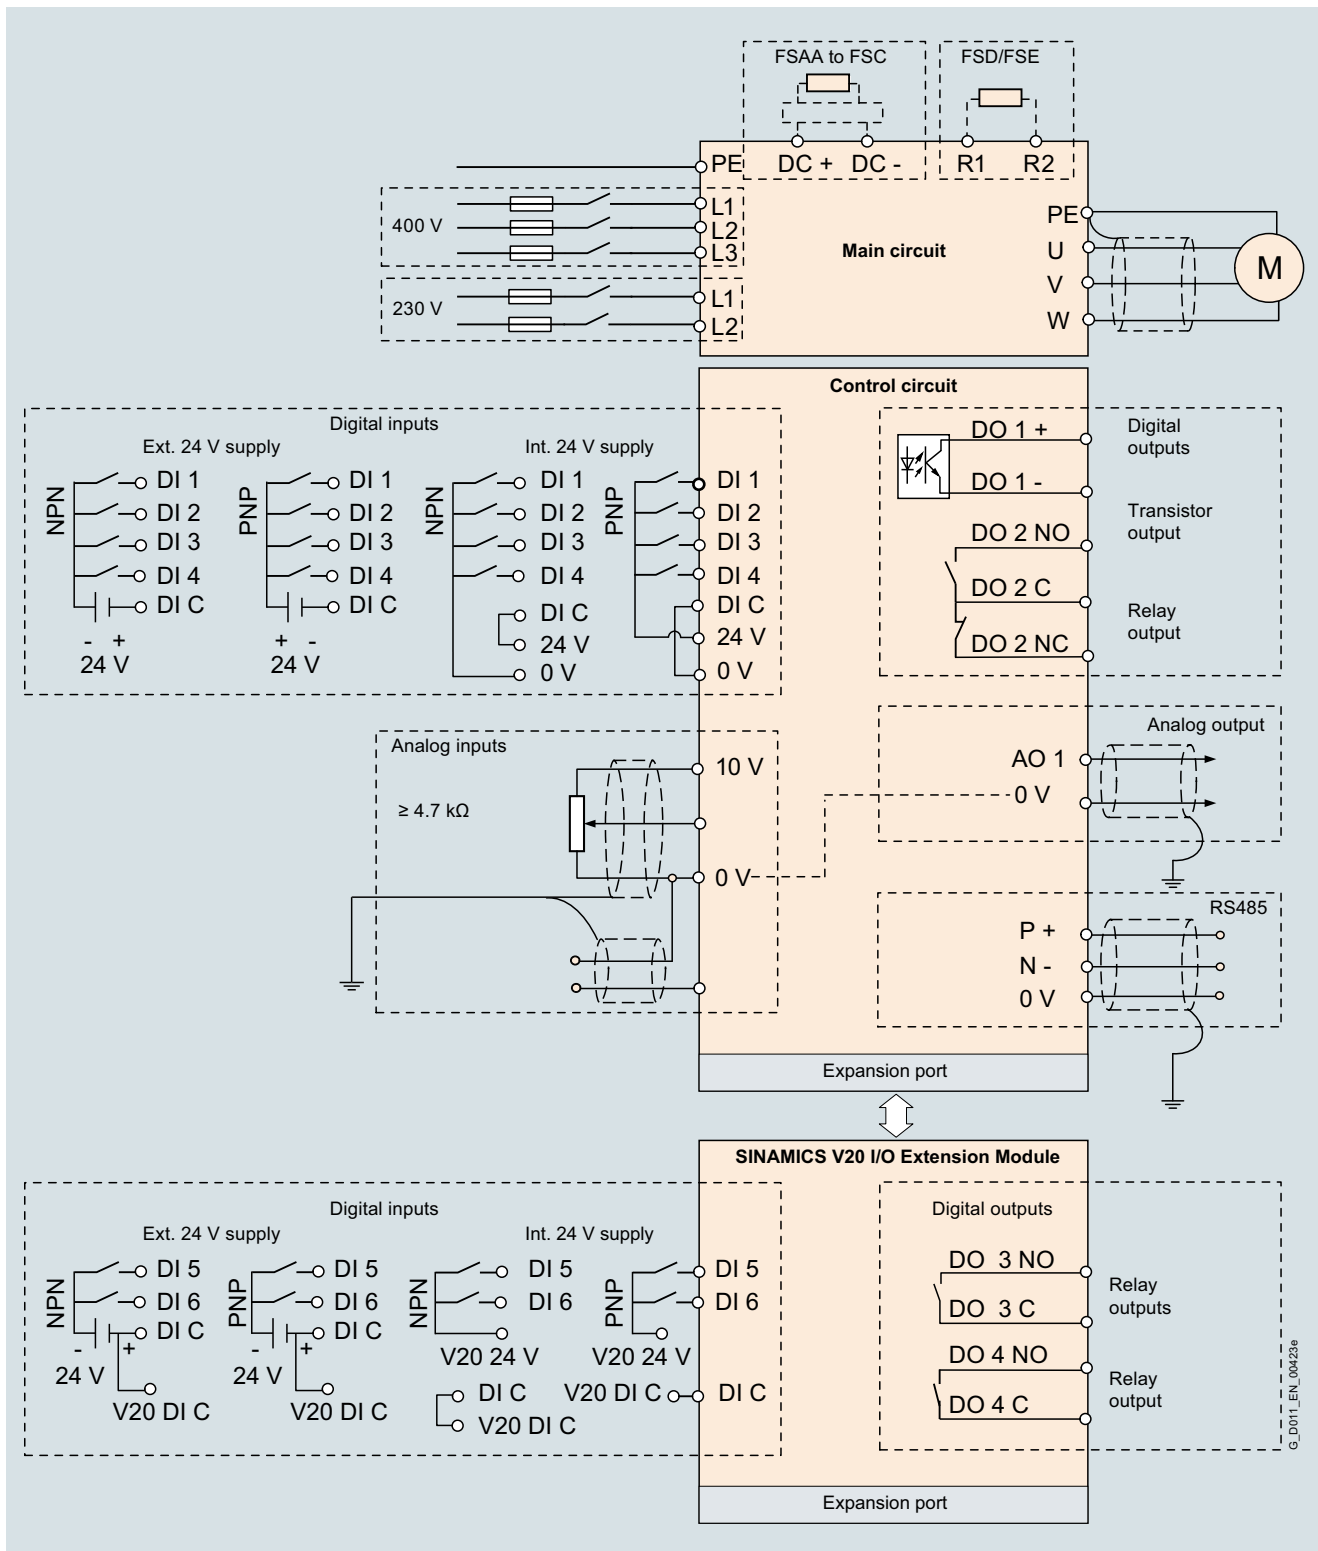 FSAA to FSC
FSD/FSE
PE
DC +
DC -
R1
R2
400 V
L1
L2
L3
230 V
L1
L2
Main circuit
PE
U
V
W
M
Control circuit
Digital inputs
Ext. 24 V supply
Int. 24 V supply
NPN
DI 1
DI 2
DI 3
DI 4
DI C
- +
24 V
PNP
DI 1
DI 2
DI 3
DI 4
DI C
+ -
24 V
NPN
DI 1
DI 2
DI 3
DI 4
DI C
24 V
0 V
PNP
DI 1
DI 2
DI 3
DI 4
DI C
24 V
0 V
DO 1 +
DO 1 -
DO 2 NO
DO 2 C
DO 2 NC
Digital
outputs
Transistor
output
Relay
output
Analog inputs
≥ 4.7 kΩ
10 V
0 V
Analog output
AO 1
0 V
RS485
P +
N -
0 V
Expansion port
SINAMICS V20 I/O Extension Module
Digital inputs
Ext. 24 V supply
Int. 24 V supply
NPN
DI 5
DI 6
DI C
- +
24 V
V20 DI C
PNP
DI 5
DI 6
DI C
- +
24 V
V20 DI C
NPN
DI 5
DI 6
V20 24 V
DI C
V20 DI C
PNP
DI 5
DI 6
V20 24 V
V20 DI C
DI C
Digital outputs
DO 3 NO
DO 3 C
DO 4 NO
DO 4 C
Relay
outputs
Relay
output
Expansion port
G_D011_EN_00423e